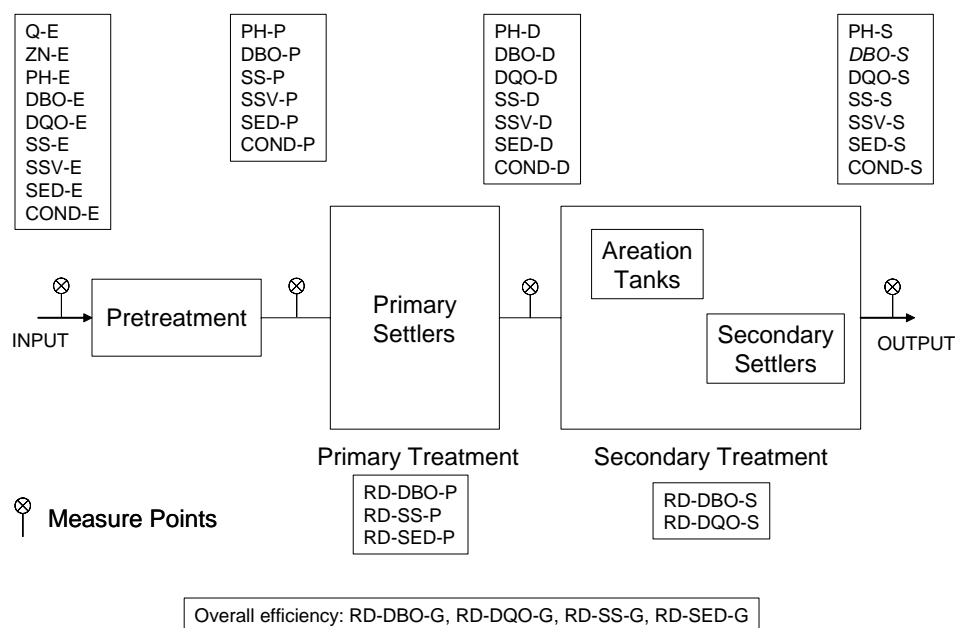 Q-E
ZN-E
PH-E
DBO-E
DQO-E
SS-E
SSV-E
SED-E
COND-E
PH-P
DBO-P
SS-P
SSV-P
SED-P
COND-P
PH-D
DBO-D
DQO-D
SS-D
SSV-D
SED-D
COND-D
PH-S
DBO-S
DQO-S
SS-S
SSV-S
SED-S
COND-S
INPUT
Pretreatment
Primary
Settlers
Areation
Tanks
Secondary
Settlers
OUTPUT
Primary Treatment
Secondary Treatment
RD-DBO-P
RD-SS-P
RD-SED-P
RD-DBO-S
RD-DQO-S
Measure Points
Overall efficiency: RD-DBO-G, RD-DQO-G, RD-SS-G, RD-SED-G